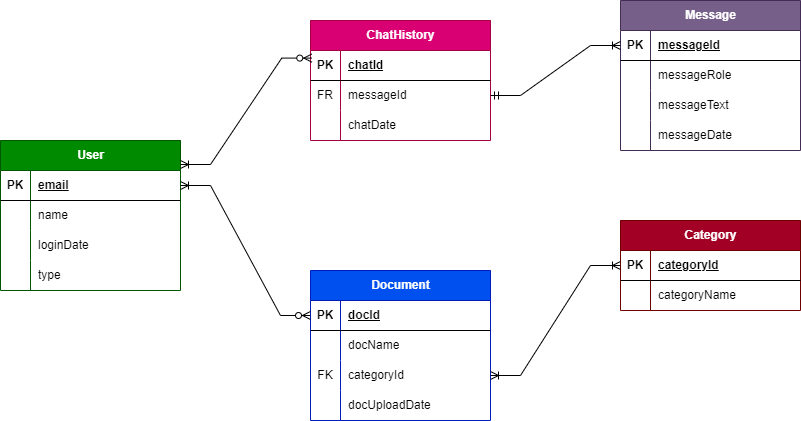 Message
PK messageId
messageRole
messageText
messageDate
ChatHistory
PK chatId
FR messageId
chatDate
User
PK email
name
loginDate
type
Category
PK categoryId
categoryName
Document
PK docId
docName
FK categoryId
docUploadDate